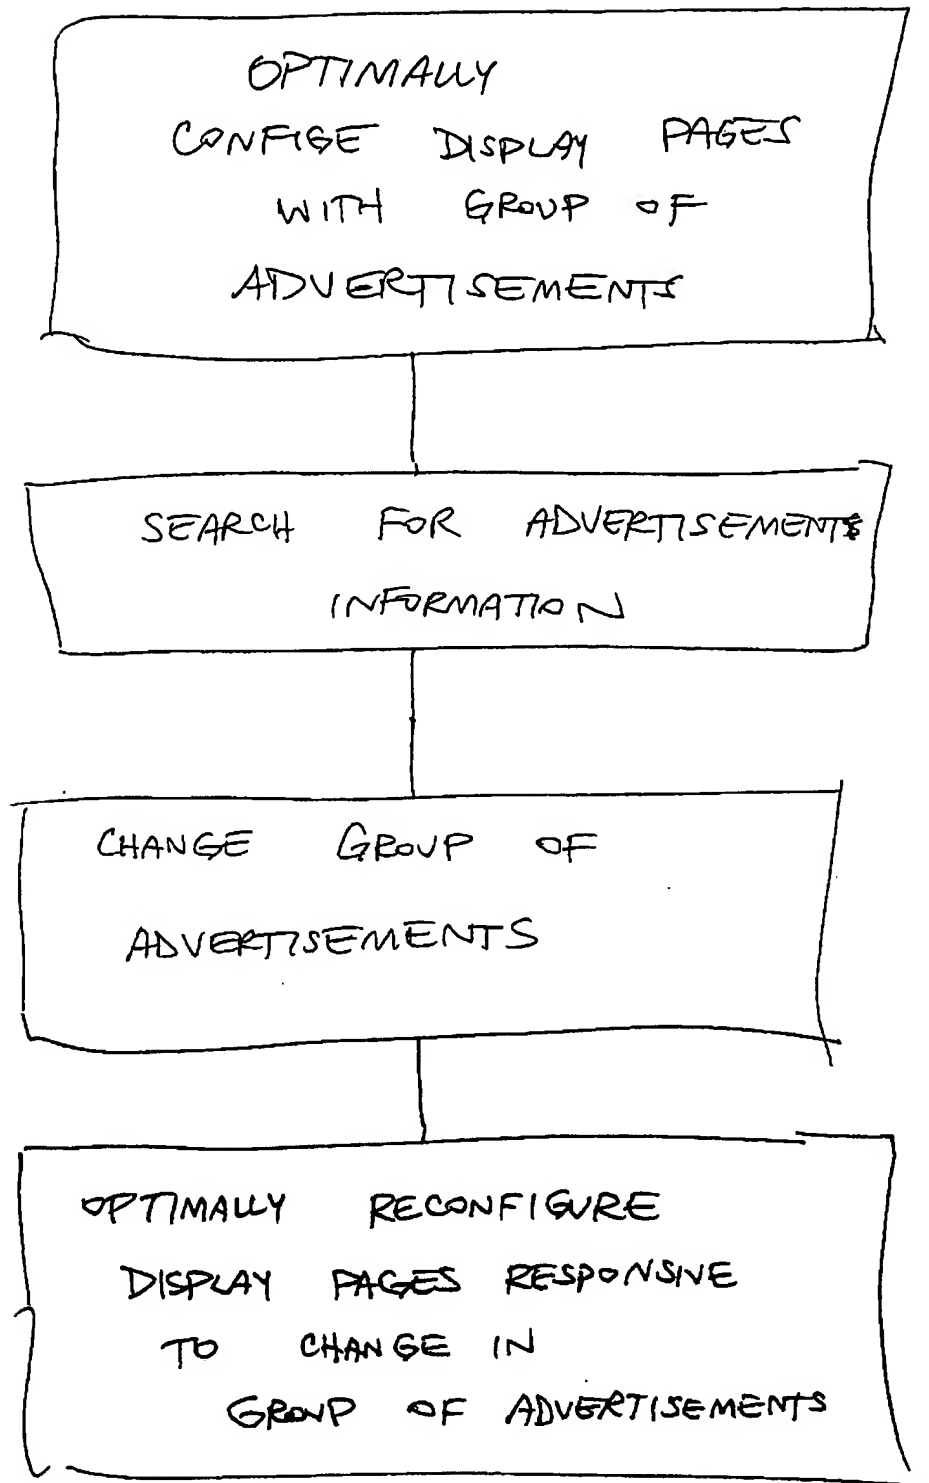 OPTIMALLY
CONFIGE DISPLAY PAGES
WITH GROUP OF
ADVERTISEMENTS
SEARCH FOR ADVERTISEMENTS
INFORMATION
CHANGE GROUP OF
ADVERTISEMENTS
OPTIMALLY RECONFIGURE
DISPLAY PAGES RESPONSIVE
TO CHANGE IN
GROUP OF ADVERTISEMENTS